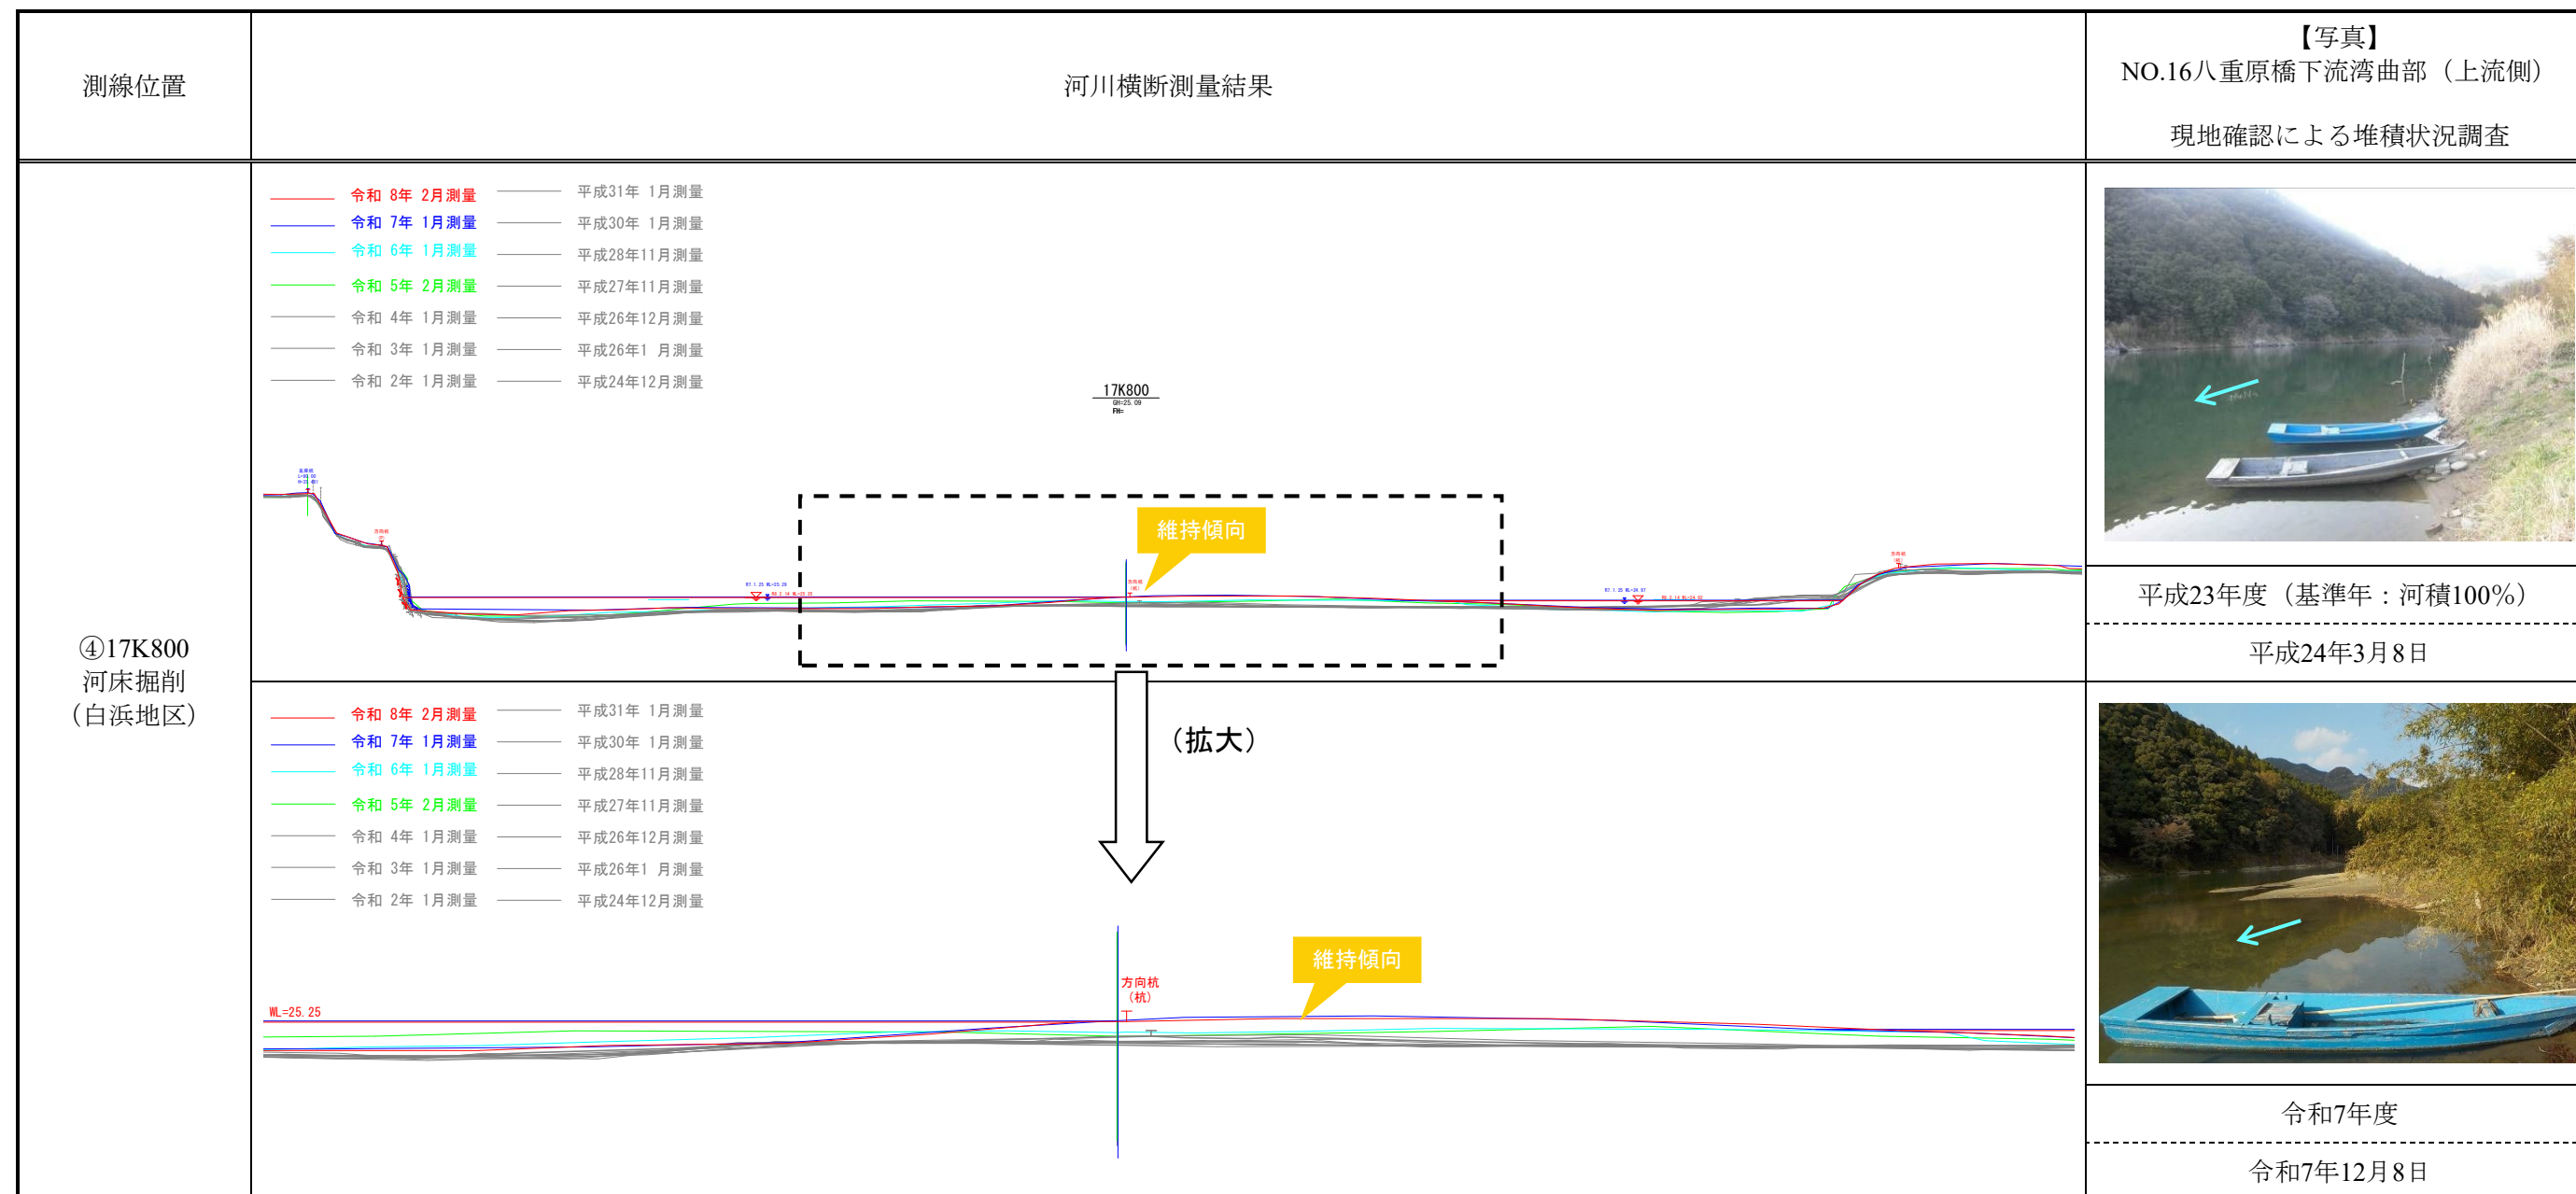 測線位置
河川横断測量結果
【写真】
NO.16八重原橋下流湾曲部（上流側）
現地確認による堆積状況調査
④17K800
河床掘削
（白浜地区）
令和 8年 2月測量
令和 7年 1月測量
令和 6年 1月測量
令和 5年 2月測量
令和 4年 1月測量
令和 3年 1月測量
令和 2年 1月測量
平成31年 1月測量
平成30年 1月測量
平成28年11月測量
平成27年11月測量
平成26年12月測量
平成26年1 月測量
平成24年12月測量
17K800
GH=25.09
FH=
維持傾向
方向杭
(杭)
平成23年度（基準年：河積100%）
平成24年3月8日
（拡大）
令和 8年 2月測量
令和 7年 1月測量
令和 6年 1月測量
令和 5年 2月測量
令和 4年 1月測量
令和 3年 1月測量
令和 2年 1月測量
平成31年 1月測量
平成30年 1月測量
平成28年11月測量
平成27年11月測量
平成26年12月測量
平成26年1 月測量
平成24年12月測量
維持傾向
方向杭
(杭)
WL=25.25
令和7年度
令和7年12月8日